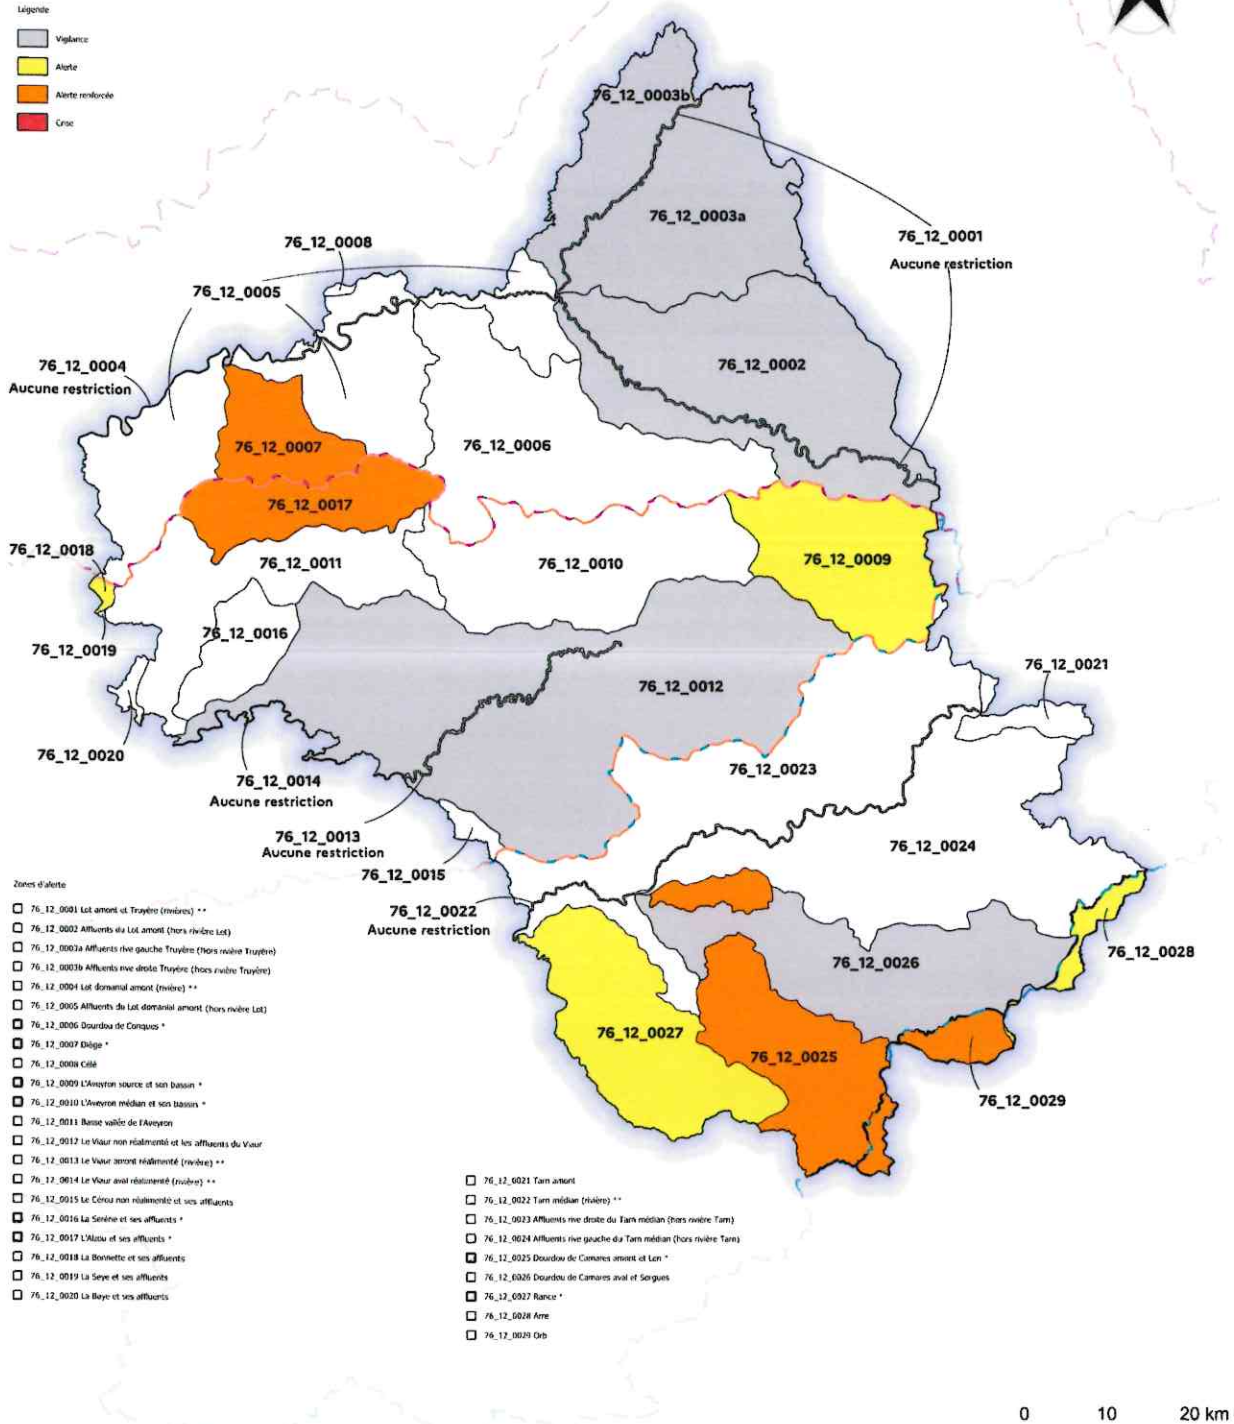 Légende
Vigilance
Alerte
Alerte renforcée
Crise
76_12_0003b
76_12_0003a
76_12_0001
Aucune restriction
76_12_0008
76_12_0005
76_12_0004
Aucune restriction
76_12_0002
76_12_0007
76_12_0006
76_12_0017
76_12_0018
76_12_0011
76_12_0010
76_12_0009
76_12_0016
76_12_0019
76_12_0012
76_12_0021
76_12_0020
76_12_0014
Aucune restriction
76_12_0023
76_12_0013
Aucune restriction
76_12_0015
76_12_0024
76_12_0022
Aucune restriction
76_12_0028
76_12_0026
76_12_0027
76_12_0025
76_12_0029
Zones d'alerte
76_12_0001 Lot amont et Truyère (rivières) **
76_12_0002 Affluents du Lot amont (hors rivière Lot)
76_12_0003a Affluents rive gauche Truyère (hors rivière Truyère)
76_12_0003b Affluents rive droite Truyère (hors rivière Truyère)
76_12_0004 Lot domanial amont (rivière) **
76_12_0005 Affluents du Lot domanial amont (hors rivière Lot)
76_12_0006 Dourdou de Conques *
76_12_0007 Diège *
76_12_0008 Célé
76_12_0009 L'Aveyron source et son bassin *
76_12_0010 L'Aveyron médian et son bassin *
76_12_0011 Basse vallée de l'Aveyron
76_12_0012 Le Viaur non réalimenté et les affluents du Viaur
76_12_0013 Le Viaur amont réalimenté (rivière) **
76_12_0014 Le Viaur aval réalimenté (rivière) **
76_12_0015 Le Cérou non réalimenté et ses affluents
76_12_0016 La Serène et ses affluents *
76_12_0017 L'Alzou et ses affluents *
76_12_0018 La Bonnette et ses affluents
76_12_0019 La Seye et ses affluents
76_12_0020 La Baye et ses affluents
76_12_0021 Tarn amont
76_12_0022 Tarn médian (rivière) **
76_12_0023 Affluents rive droite du Tarn médian (hors rivière Tarn)
76_12_0024 Affluents rive gauche du Tarn médian (hors rivière Tarn)
76_12_0025 Dourdou de Camares amont et Len *
76_12_0026 Dourdou de Camares aval et Sorgues
76_12_0027 Rance *
76_12_0028 Arre
76_12_0029 Orb
0 10 20 km